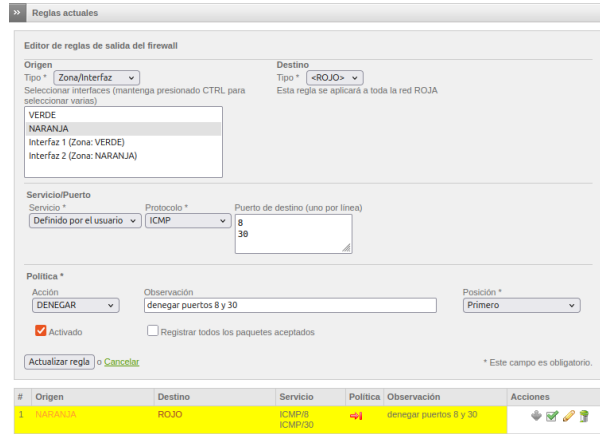 » Reglas actuales
Editor de reglas de salida del firewall
Origen Destino
Tipo * Zona/Interfaz Tipo * <ROJO>
Seleccionar interfaces (mantenga presionado CTRL para Esta regla se aplicará a toda la red ROJA
seleccionar varias)
VERDE
NARANJA
Interfaz 1 (Zona: VERDE)
Interfaz 2 (Zona: NARANJA)
Servicio/Puerto
Servicio * Protocolo * Puerto de destino (uno por línea)
Definido por el usuario ICMP 8
30
Política *
Acción Observación Posición *
DENEGAR denegar puertos 8 y 30 Primero
Activado Registrar todos los paquetes aceptados
Actualizar regla o Cancelar * Este campo es obligatorio.
# Origen Destino Servicio Política Observación Acciones
1 NARANJA ROJO ICMP/8 denegar puertos 8 y 30
ICMP/30